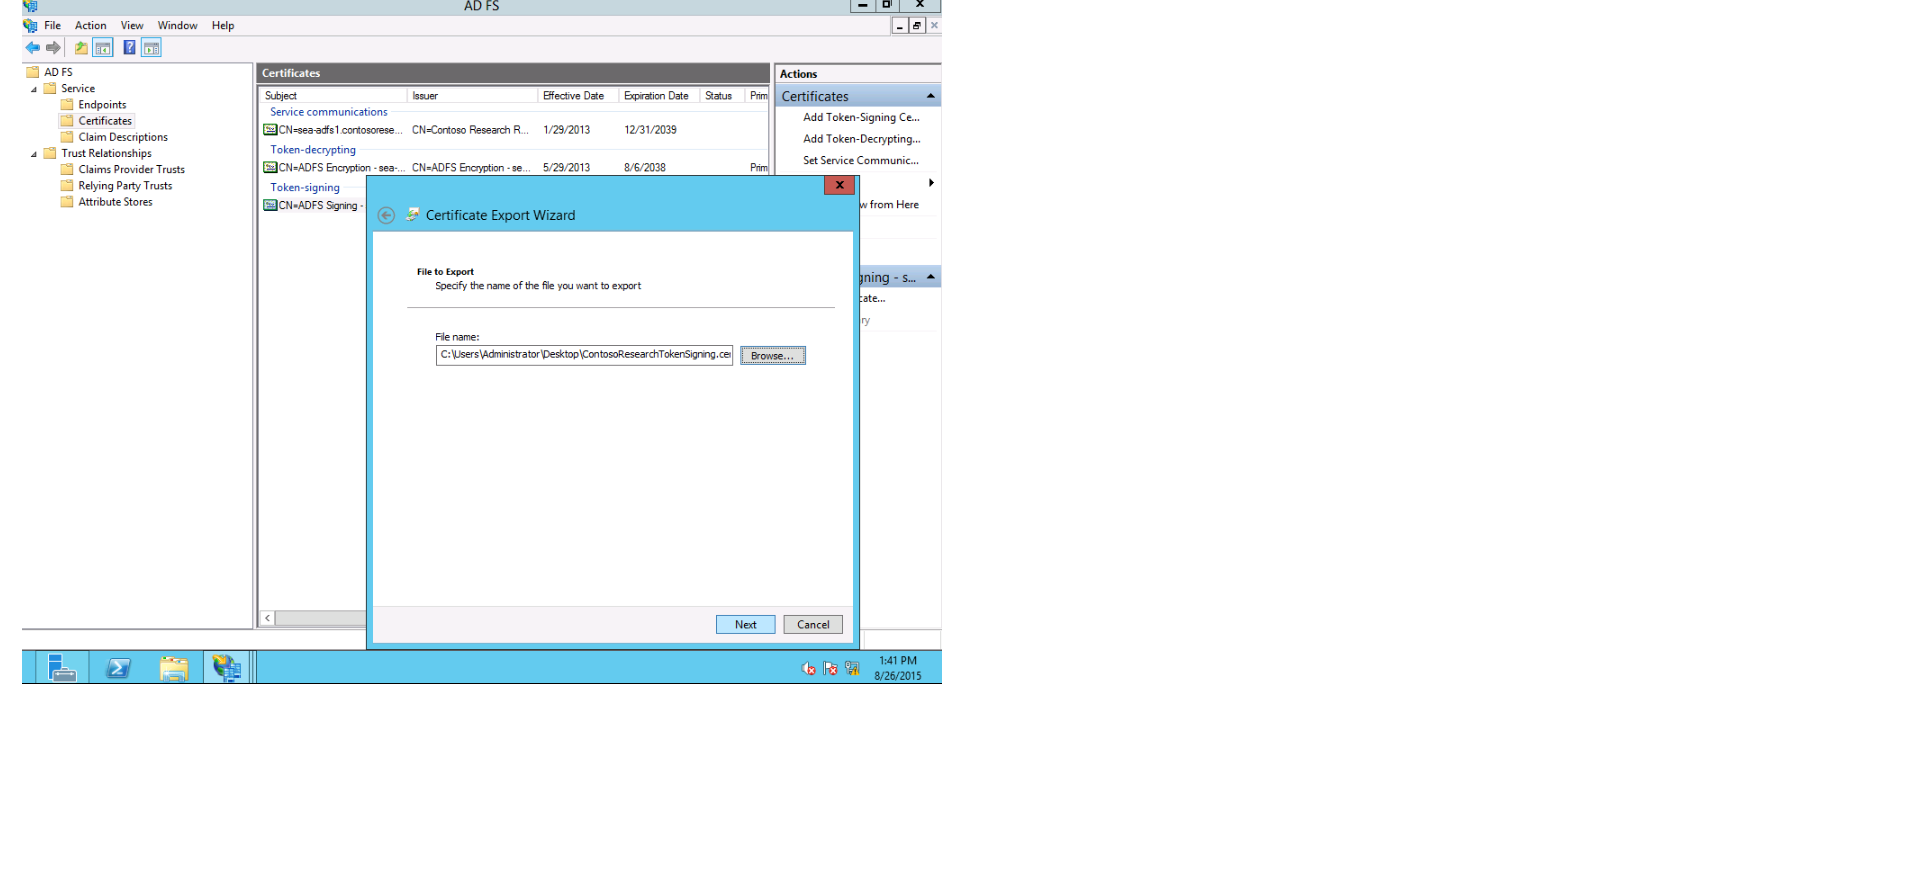 AD FS
File Action View Window Help
AD FS
Service
Endpoints
Certificates
Claim Descriptions
Trust Relationships
Claims Provider Trusts
Relying Party Trusts
Attribute Stores
Certificates
Subject Issuer Effective Date Expiration Date Status Prim
Service communications
CN=sea-adfs1.contosorese... CN=Contoso Research R... 1/29/2013 12/31/2039
Token-decrypting
CN=ADFS Encryption - sea-... CN=ADFS Encryption - se... 5/29/2013 8/6/2038 Prim
Token-signing
CN=ADFS Signing -
Actions
Certificates
Add Token-Signing Ce...
Add Token-Decrypting...
Set Service Communic...
w from Here
gning - s...
cate...
ry
Certificate Export Wizard
File to Export
Specify the name of the file you want to export
File name:
C:\Users\Administrator\Desktop\ContosoResearchTokenSigning.cer
Browse...
Next Cancel
1:41 PM
8/26/2015